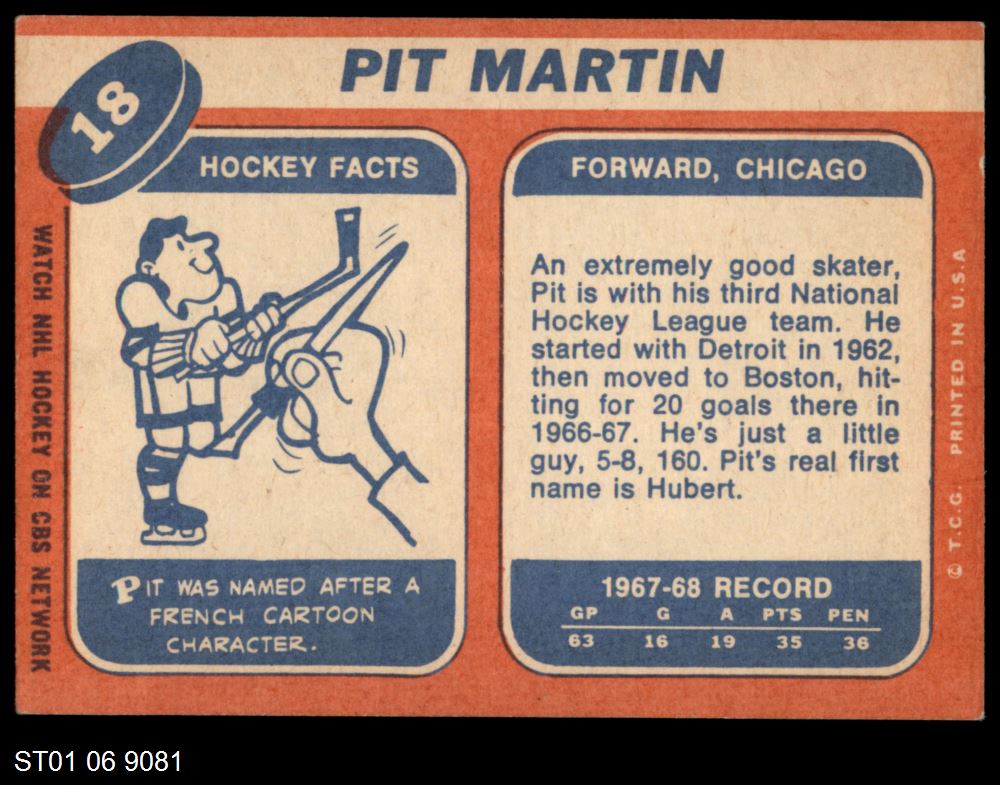 PIT MARTIN
18
HOCKEY FACTS
PIT WAS NAMED AFTER A
FRENCH CARTOON
CHARACTER.
FORWARD, CHICAGO
An extremely good skater,
Pit is with his third National
Hockey League team. He
started with Detroit in 1962,
then moved to Boston, hit-
ting for 20 goals there in
1966-67. He's just a little
guy, 5-8, 160. Pit's real first
name is Hubert.
1967-68 RECORD
GP G A PTS PEN
63 16 19 35 36
WATCH NHL HOCKEY ON CBS NETWORK
© T.C.G. PRINTED IN U.S.A
ST01 06 9081